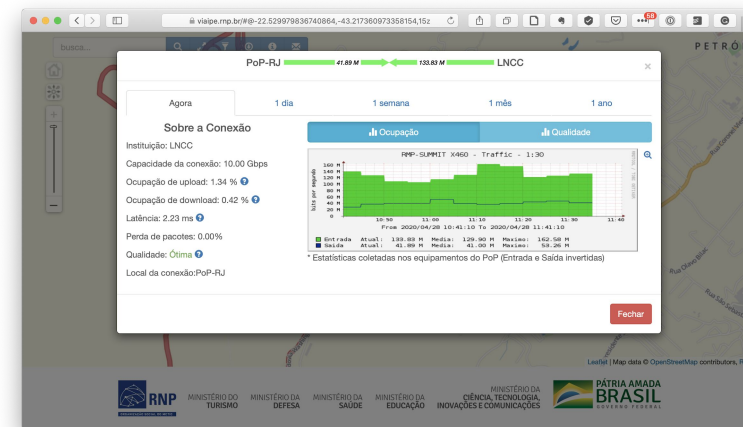 viaipe.rnp.br/#@-22.529979836740864,-43.217360973358154,15z
58
busca...
PETRÓ
PoP-RJ 41.89 M 133.83 M LNCC
×
Agora 1 dia 1 semana 1 mês 1 ano
Sobre a Conexão
Instituição: LNCC
Capacidade da conexão: 10.00 Gbps
Ocupação de upload: 1.34 %
Ocupação de download: 0.42 %
Latência: 2.23 ms
Perda de pacotes: 0.00%
Qualidade: Ótima
Local da conexão:PoP-RJ
Ocupação Qualidade
RMP-SUMMIT X460 - Traffic - 1:30
bits por segundo
160 M
140 M
120 M
100 M
80 M
60 M
40 M
20 M
0
10:50 11:00 11:10 11:20 11:30 11:40
From 2020/04/28 10:41:10 To 2020/04/28 11:41:10
Entrada Atual: 133.83 M Media: 129.90 M Maximo: 162.58 M
Saida Atual: 41.89 M Media: 41.00 M Maximo: 53.26 M
* Estatísticas coletadas nos equipamentos do PoP (Entrada e Saída invertidas)
Fechar
Leaflet | Map data © OpenStreetMap contributors,
RNP
MINISTÉRIO DO
TURISMO
MINISTÉRIO DA
DEFESA
MINISTÉRIO DA
SAÚDE
MINISTÉRIO DA
EDUCAÇÃO
MINISTÉRIO DA
CIÊNCIA, TECNOLOGIA,
INOVAÇÕES E COMUNICAÇÕES
PÁTRIA AMADA
BRASIL
GOVERNO FEDERAL